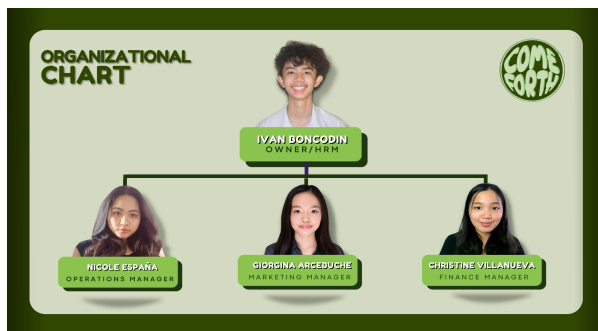 ORGANIZATIONAL
CHART
COME
FORTH
IVAN BONCODIN
OWNER/HRM
NICOLE ESPAÑA
OPERATIONS MANAGER
GIORGINA ARCEBUCHE
MARKETING MANAGER
CHRISTINE VILLANUEVA
FINANCE MANAGER